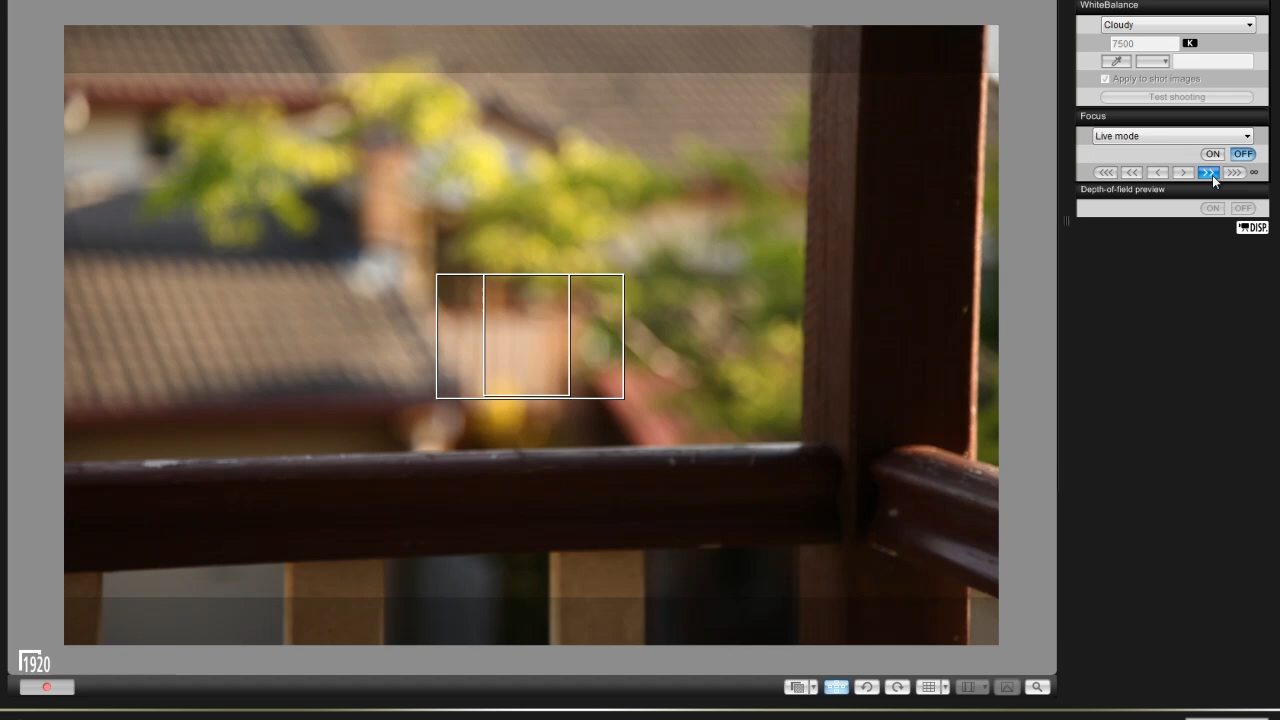 WhiteBalance
Cloudy
7500 K
Apply to shot images
Test shooting
Focus
Live mode
ON OFF
Depth-of-field preview
ON OFF
DISP.
1920